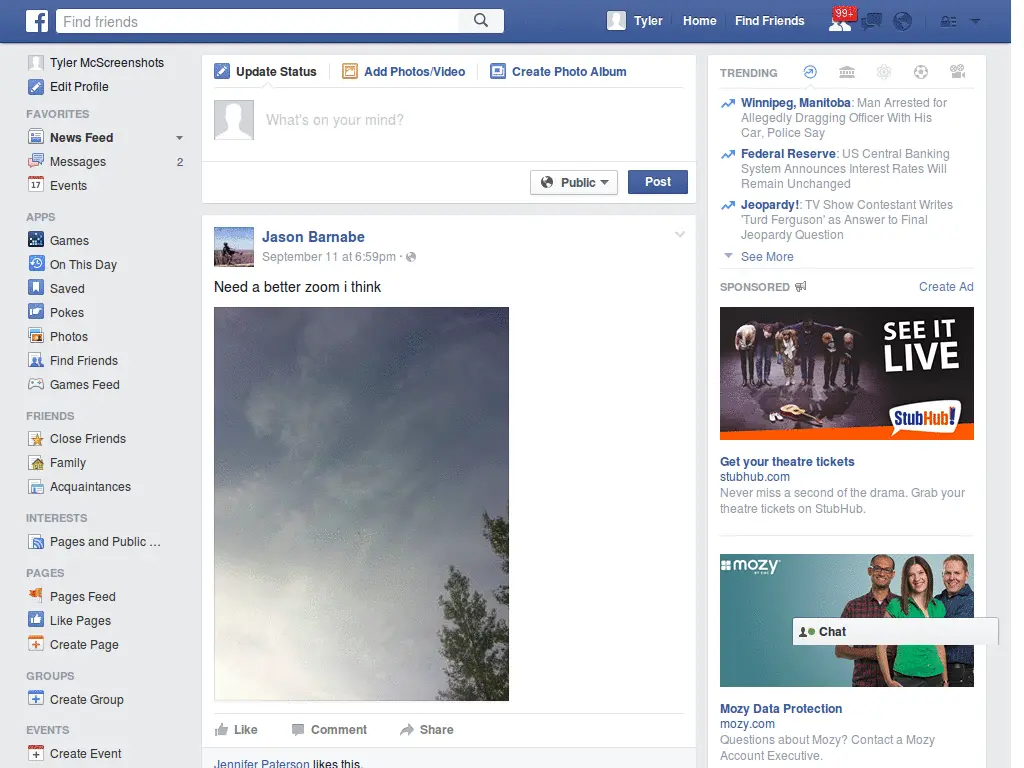 Find friends
Tyler
Home
Find Friends
99+
Tyler McScreenshots
Edit Profile
FAVORITES
News Feed
Messages 2
17 Events
APPS
Games
On This Day
Saved
Pokes
Photos
Find Friends
Games Feed
FRIENDS
Close Friends
Family
Acquaintances
INTERESTS
Pages and Public ...
PAGES
Pages Feed
Like Pages
Create Page
GROUPS
Create Group
EVENTS
Create Event
Update Status
Add Photos/Video
Create Photo Album
What's on your mind?
Public
Post
Jason Barnabe
September 11 at 6:59pm ·
Need a better zoom i think
Like
Comment
Share
Jennifer Paterson likes this.
TRENDING
Winnipeg, Manitoba: Man Arrested for
Allegedly Dragging Officer With His
Car, Police Say
Federal Reserve: US Central Banking
System Announces Interest Rates Will
Remain Unchanged
Jeopardy!: TV Show Contestant Writes
'Turd Ferguson' as Answer to Final
Jeopardy Question
See More
SPONSORED
Create Ad
SEE IT
LIVE
StubHub!
Get your theatre tickets
stubhub.com
Never miss a second of the drama. Grab your
theatre tickets on StubHub.
mozy
BY EMC
Chat
Mozy Data Protection
mozy.com
Questions about Mozy? Contact a Mozy
Account Executive.